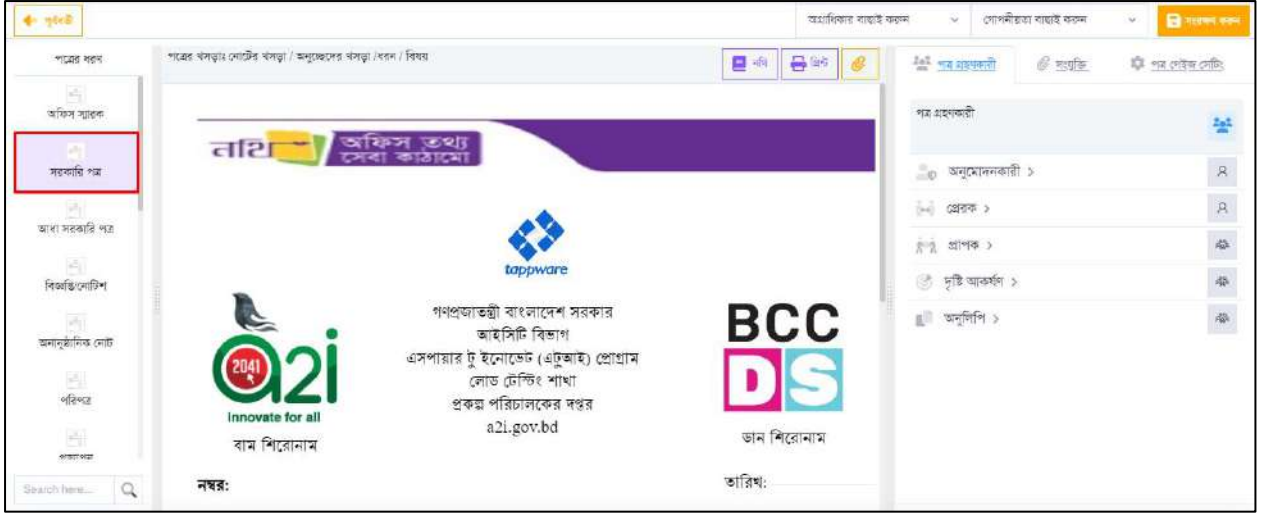 পূর্ববর্তী
অগ্রাধিকার বাছাই করুন
গোপনীয়তা বাছাই করুন
সংরক্ষণ করুন
পত্রের ধরণ
অফিস স্মারক
সরকারি পত্র
আধা সরকারি পত্র
বিজ্ঞপ্তি/নোটিশ
অনানুষ্ঠানিক নোট
পরিপত্র
Search here...
পত্রের খসড়াঃ নোটের খসড়া / অনুচ্ছেদের খসড়া /ধরন / বিষয়
নথি
প্রিন্ট
নথি
অফিস তথ্য
সেবা কাঠামো
tappware
2041
a2i
innovate for all
বাম শিরোনাম
গণপ্রজাতন্ত্রী বাংলাদেশ সরকার
আইসিটি বিভাগ
এসপায়ার টু ইনোভেট (এটুআই) প্রোগ্রাম
লোড টেস্টিং শাখা
প্রকল্প পরিচালকের দপ্তর
a2i.gov.bd
BCC
DS
ডান শিরোনাম
নম্বর:
তারিখ:
পত্র গ্রহণকারী
সংযুক্তি
পত্র পেইজ সেটিং
পত্র গ্রহণকারী
অনুমোদনকারী >
প্রেরক >
প্রাপক >
দৃষ্টি আকর্ষণ >
অনুলিপি >